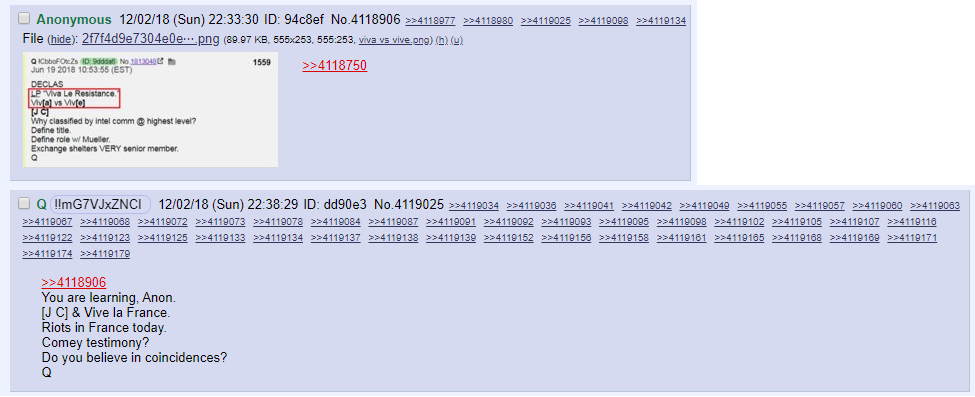 Anonymous 12/02/18 (Sun) 22:33:30 ID: 94c8ef No.4118906 >>4118977 >>4118980 >>4119025 >>4119098 >>4119134
File (hide): 2f7f4d9e7304e0e⋯.png (89.97 KB, 555x253, 555:253, viva vs vive.png) (h) (u)
>>4118750
Q !CbboFOtcZs ID: 9ddda6 No.1813048 1559
Jun 19 2018 10:53:55 (EST)
DECLAS
LP "Viva Le Resistance."
Viv[a] vs Viv[e]
[J C]
Why classified by intel comm @ highest level?
Define title.
Define role w/ Mueller.
Exchange shelters VERY senior member.
Q
Q !!mG7VJxZNCI 12/02/18 (Sun) 22:38:29 ID: dd90e3 No.4119025 >>4119034 >>4119036 >>4119041 >>4119042 >>4119049 >>4119055 >>4119057 >>4119060 >>4119063
>>4119067 >>4119068 >>4119072 >>4119073 >>4119078 >>4119084 >>4119087 >>4119091 >>4119092 >>4119093 >>4119095 >>4119098 >>4119102 >>4119105 >>4119107 >>4119116
>>4119122 >>4119123 >>4119125 >>4119133 >>4119134 >>4119137 >>4119138 >>4119139 >>4119152 >>4119156 >>4119158 >>4119161 >>4119165 >>4119168 >>4119169 >>4119171
>>4119174 >>4119179
>>4118906
You are learning, Anon.
[J C] & Vive la France.
Riots in France today.
Comey testimony?
Do you believe in coincidences?
Q